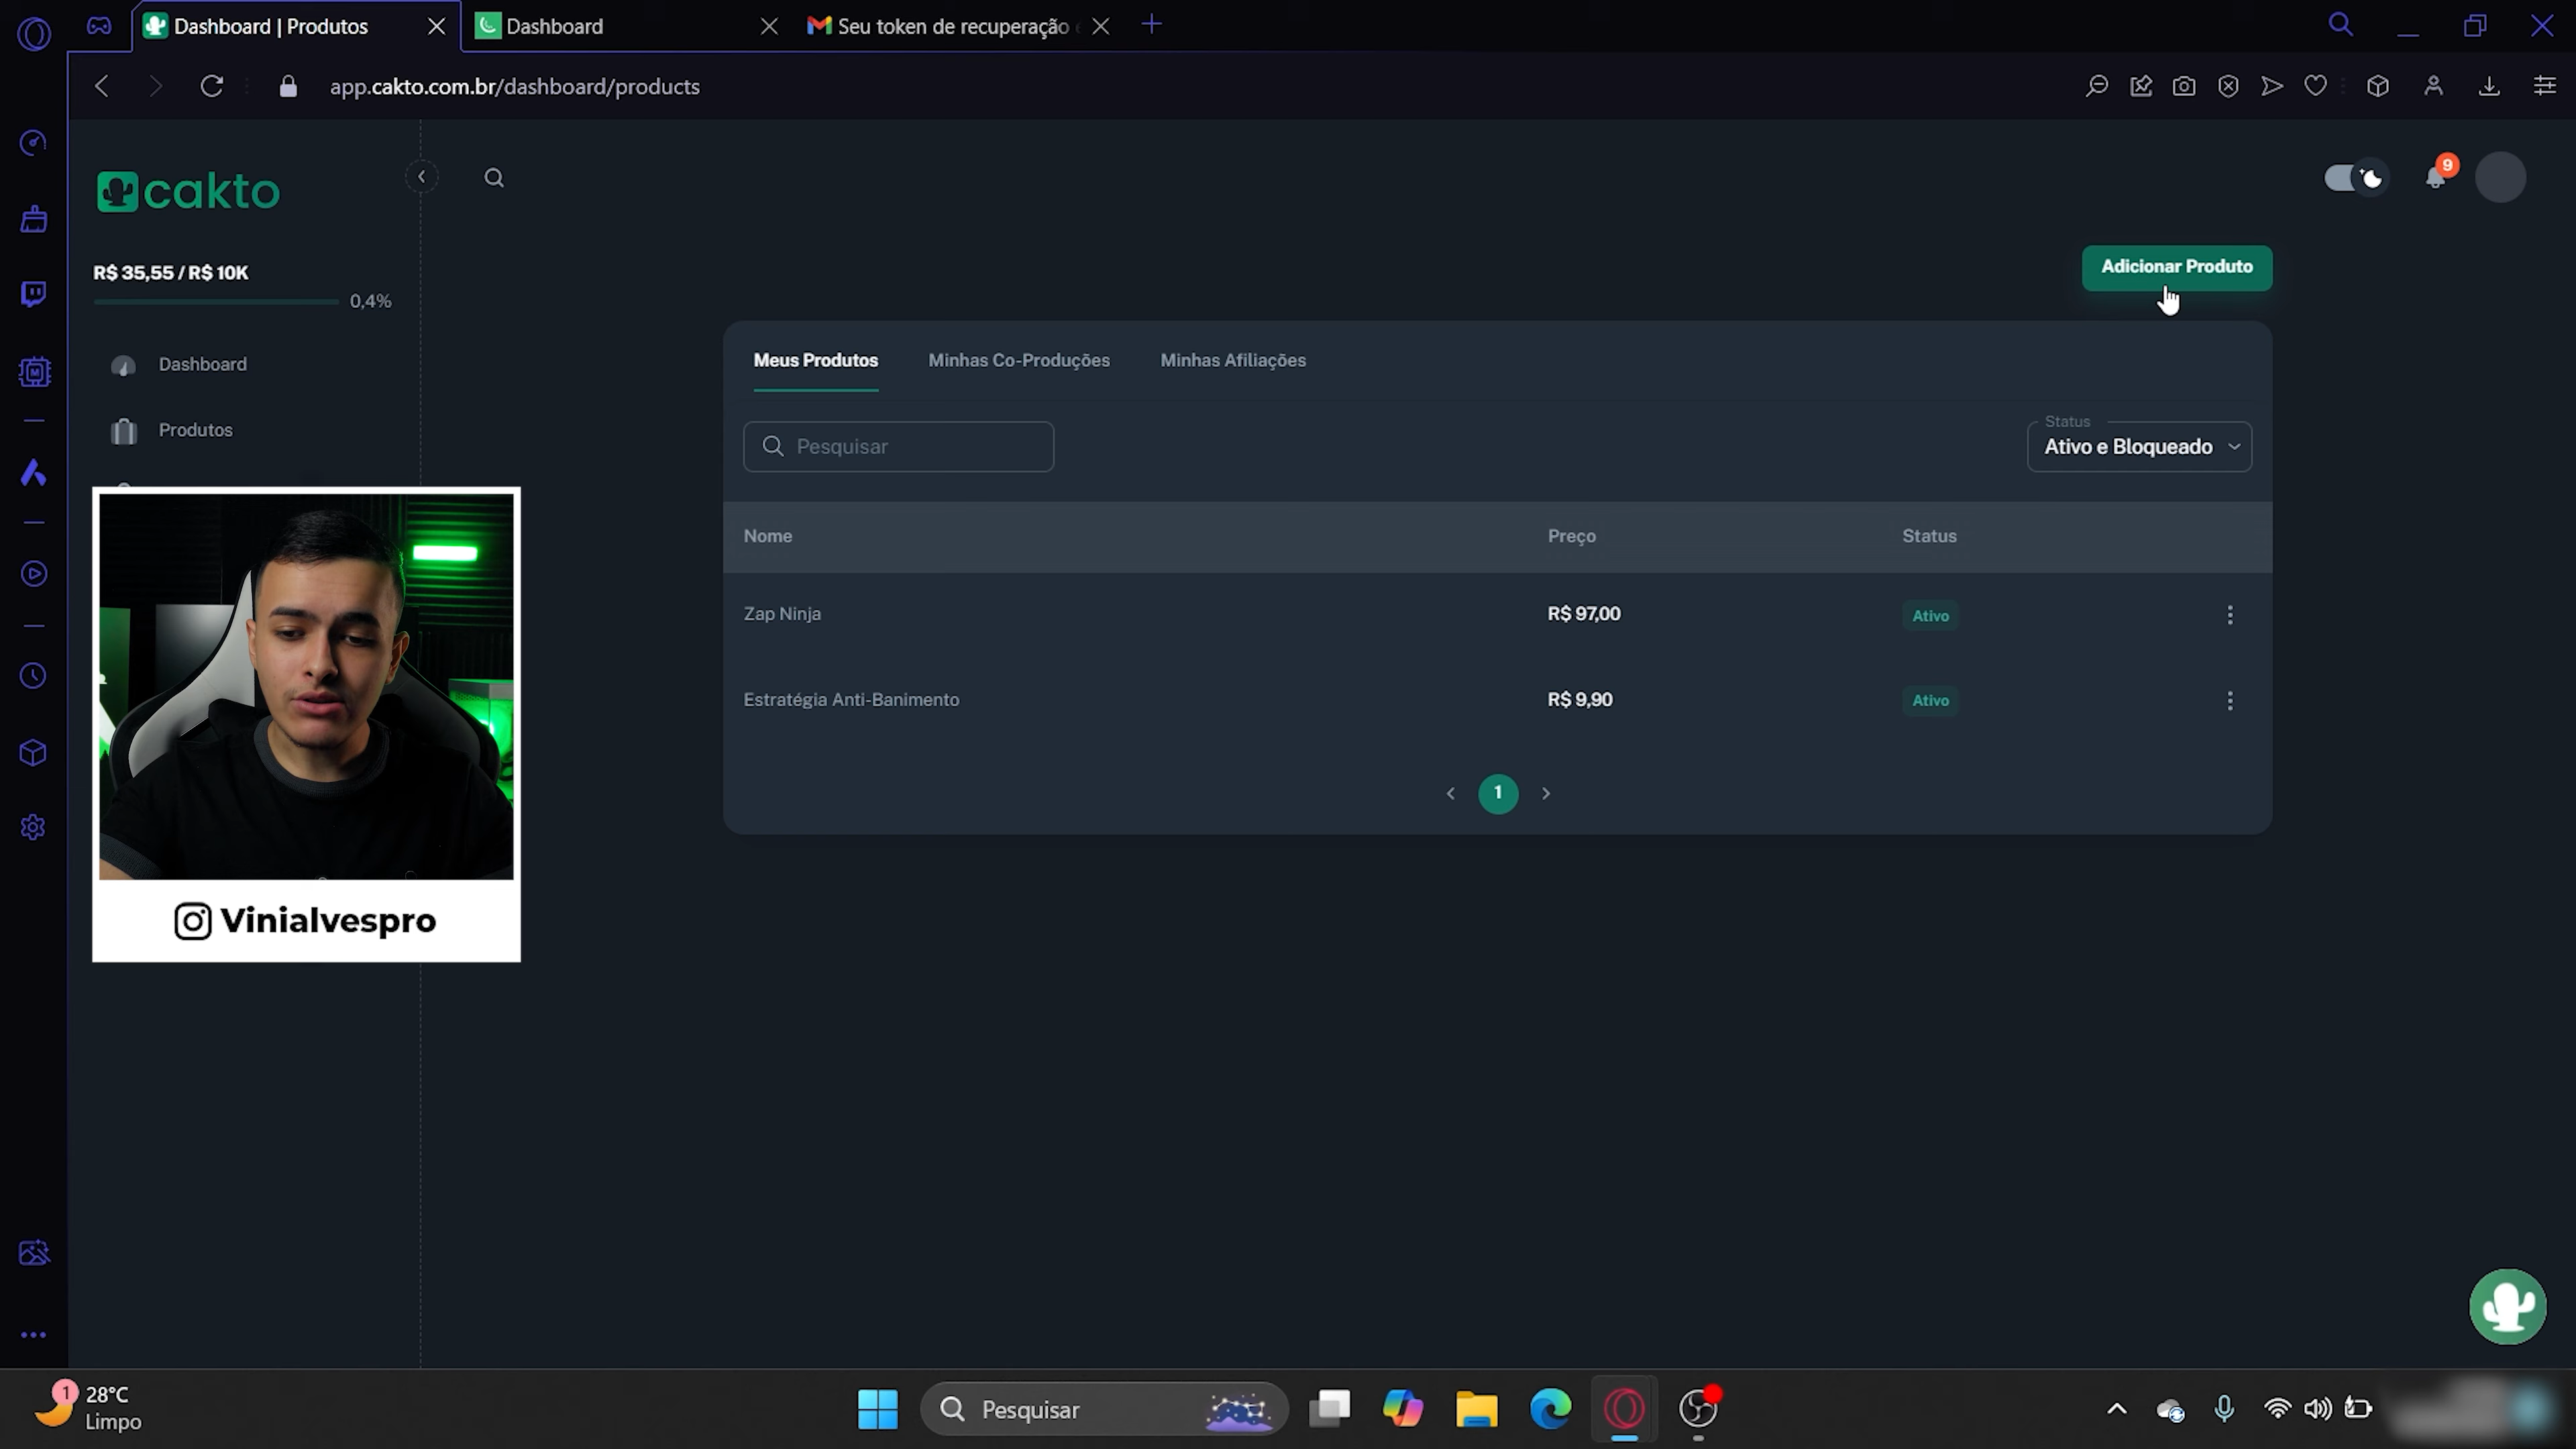 Dashboard | Produtos
Dashboard
Seu token de recuperação
app.cakto.com.br/dashboard/products
cakto
9
R$ 35,55 / R$ 10K
0,4%
Dashboard
Produtos
Adicionar Produto
Meus Produtos
Minhas Co-Produções
Minhas Afiliações
Pesquisar
Status
Ativo e Bloqueado
Nome
Preço
Status
Zap Ninja
R$ 97,00
Ativo
Estratégia Anti-Banimento
R$ 9,90
Ativo
1
Vinialvespro
1
28°C
Limpo
Pesquisar